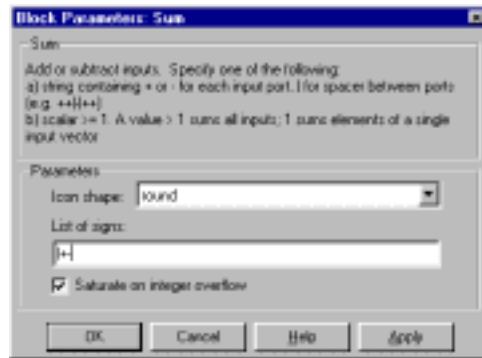 Block Parameters: Sum
Sum
Add or subtract inputs. Specify one of the following:
a) string containing + or - for each input port, | for spacer between ports
(e.g. ++|-|++)
b) scalar >= 1. A value > 1 sums all inputs; 1 sums elements of a single
input vector
Parameters
Icon shape: round
List of signs:
|+-
Saturate on integer overflow
OK Cancel Help Apply